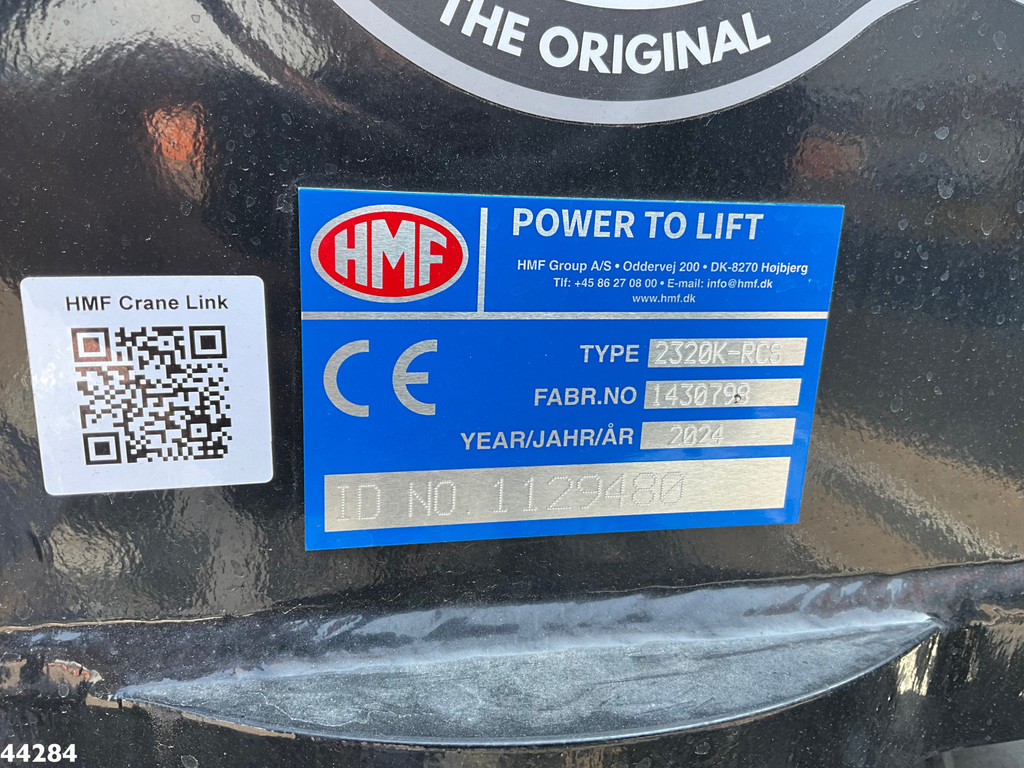 THE ORIGINAL
HMF
POWER TO LIFT
HMF Group A/S • Oddervej 200 • DK-8270 Højbjerg
Tlf: +45 86 27 08 00 • E-mail: info@hmf.dk
www.hmf.dk
HMF Crane Link
CE
TYPE 2320K-RCS
FABR.NO 1430798
YEAR/JAHR/ÅR 2024
ID NO. 1129480
44284